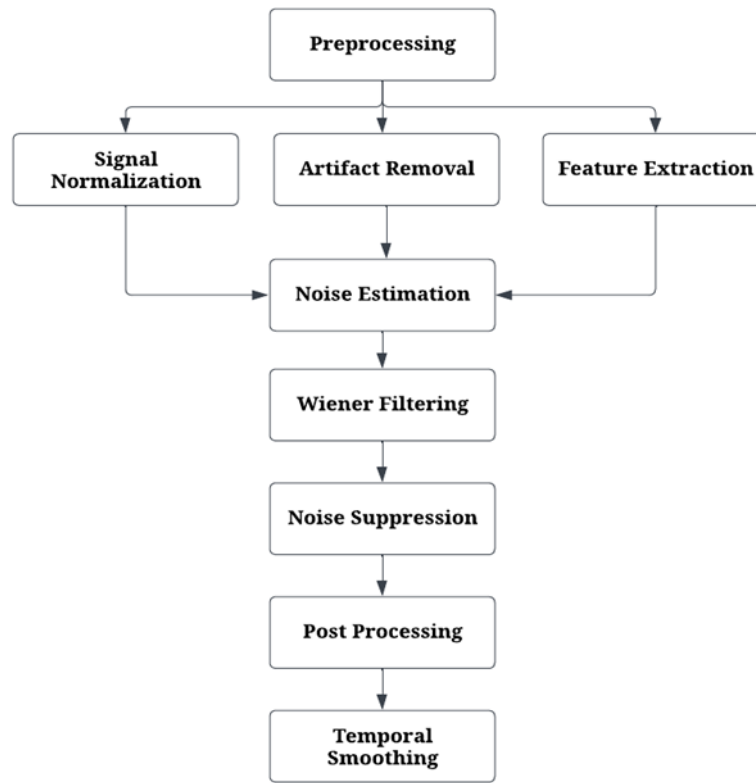 Preprocessing
Signal
Normalization
Artifact Removal
Feature Extraction
Noise Estimation
Wiener Filtering
Noise Suppression
Post Processing
Temporal
Smoothing